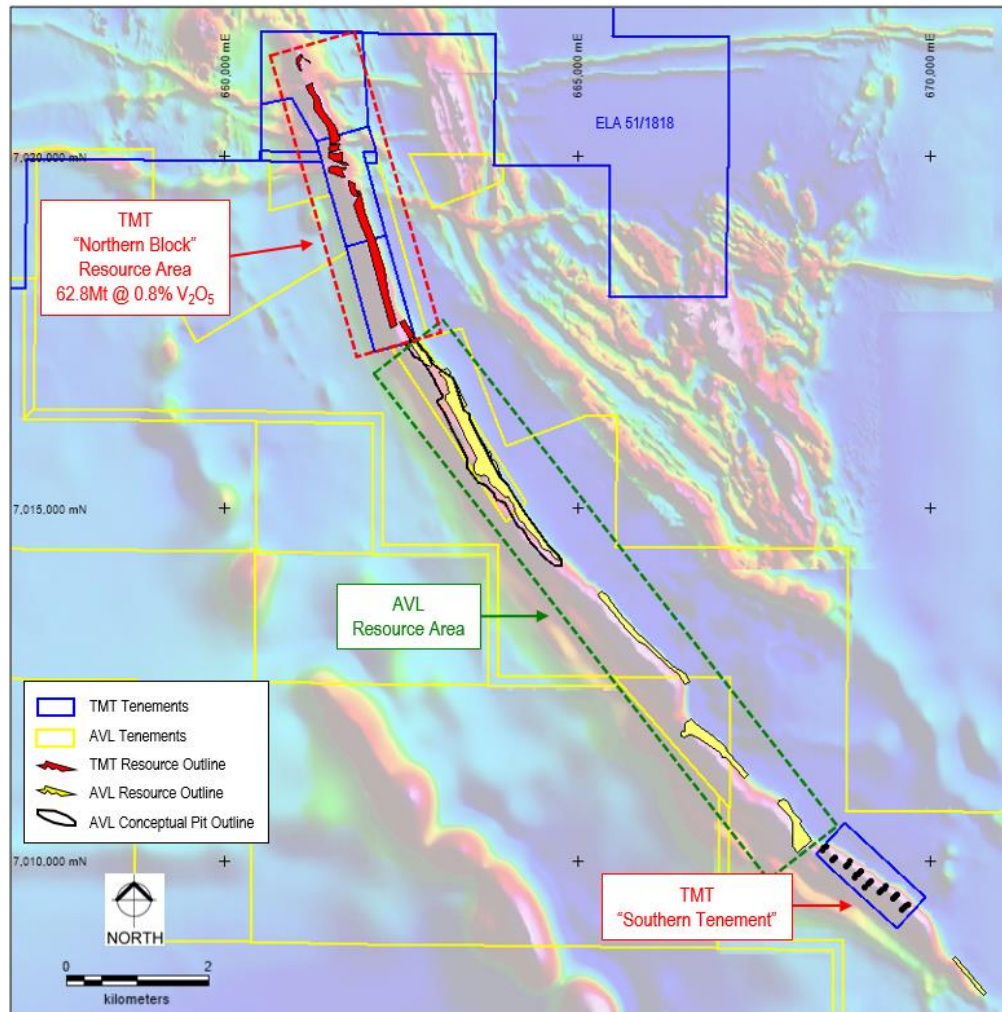 660,000 mE
665,000 mE
670,000 mE
ELA 51/1818
7,020,000 mN
TMT
“Northern Block”
Resource Area
62.8Mt @ 0.8% V₂O₅
7,015,000 mN
AVL
Resource Area
TMT Tenements
AVL Tenements
TMT Resource Outline
AVL Resource Outline
AVL Conceptual Pit Outline
7,010,000 mN
TMT
“Southern Tenement”
NORTH
0 2
kilometers